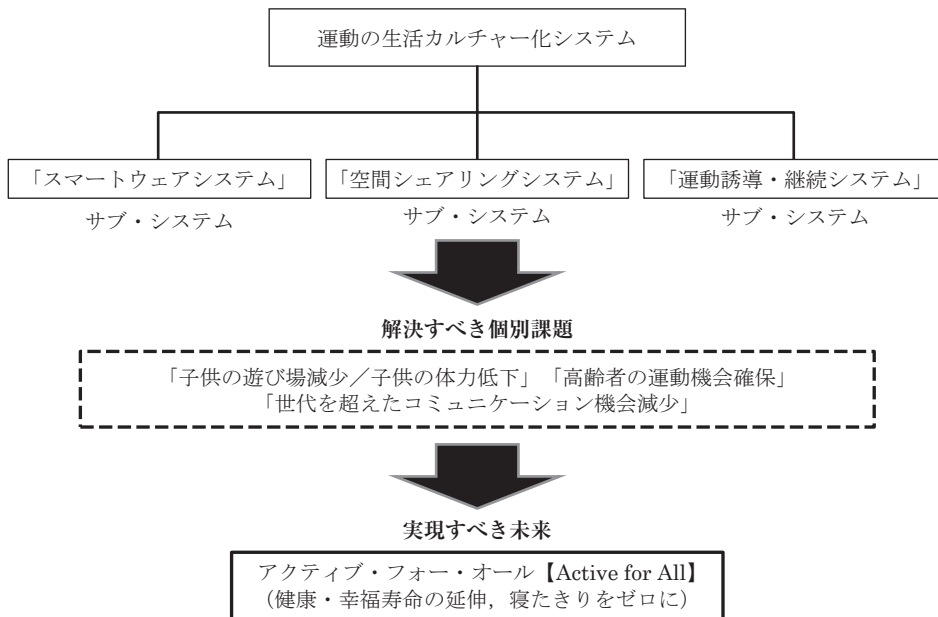 運動の生活カルチャー化システム
「スマートウェアシステム」
「空間シェアリングシステム」
「運動誘導・継続システム」
サブ・システム
サブ・システム
サブ・システム
解決すべき個別課題
「子供の遊び場減少／子供の体力低下」「高齢者の運動機会確保」
「世代を超えたコミュニケーション機会減少」
実現すべき未来
アクティブ・フォー・オール【Active for All】
（健康・幸福寿命の延伸，寝たきりをゼロに）